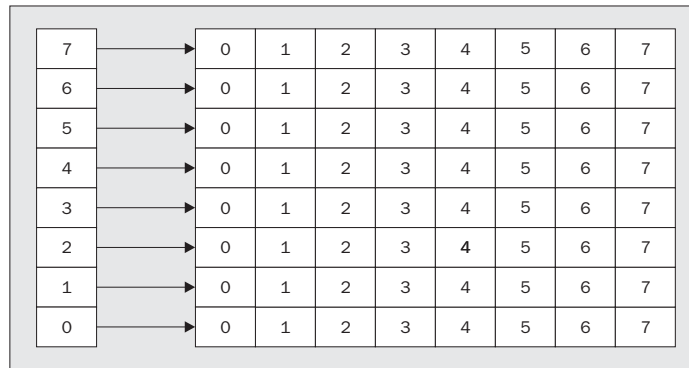 7 0 1 2 3 4 5 6 7
6 0 1 2 3 4 5 6 7
5 0 1 2 3 4 5 6 7
4 0 1 2 3 4 5 6 7
3 0 1 2 3 4 5 6 7
2 0 1 2 3 4 5 6 7
1 0 1 2 3 4 5 6 7
0 0 1 2 3 4 5 6 7